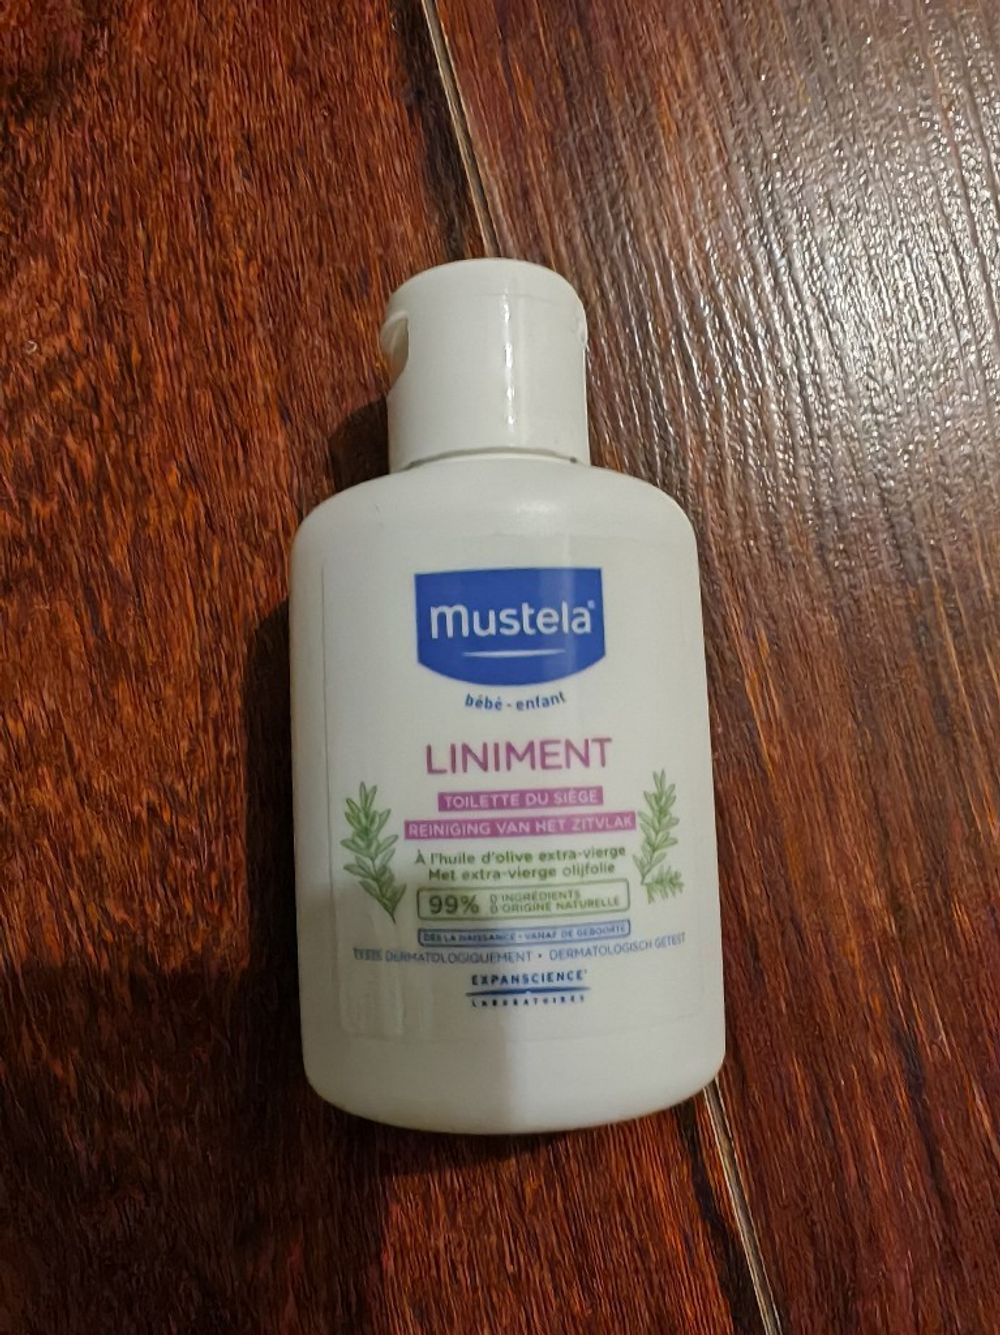 mustela®
bébé - enfant
LINIMENT
TOILETTE DU SIÈGE
REINIGING VAN HET ZITVLAK
À l'huile d'olive extra-vierge
Met extra-vierge olijfolie
99% D'INGRÉDIENTS
D'ORIGINE NATURELLE
DÈS LA NAISSANCE • VANAF DE GEBOORTE
TESTÉ DERMATOLOGIQUEMENT • DERMATOLOGISCH GETEST
EXPANSCIENCE®
LABORATOIRES